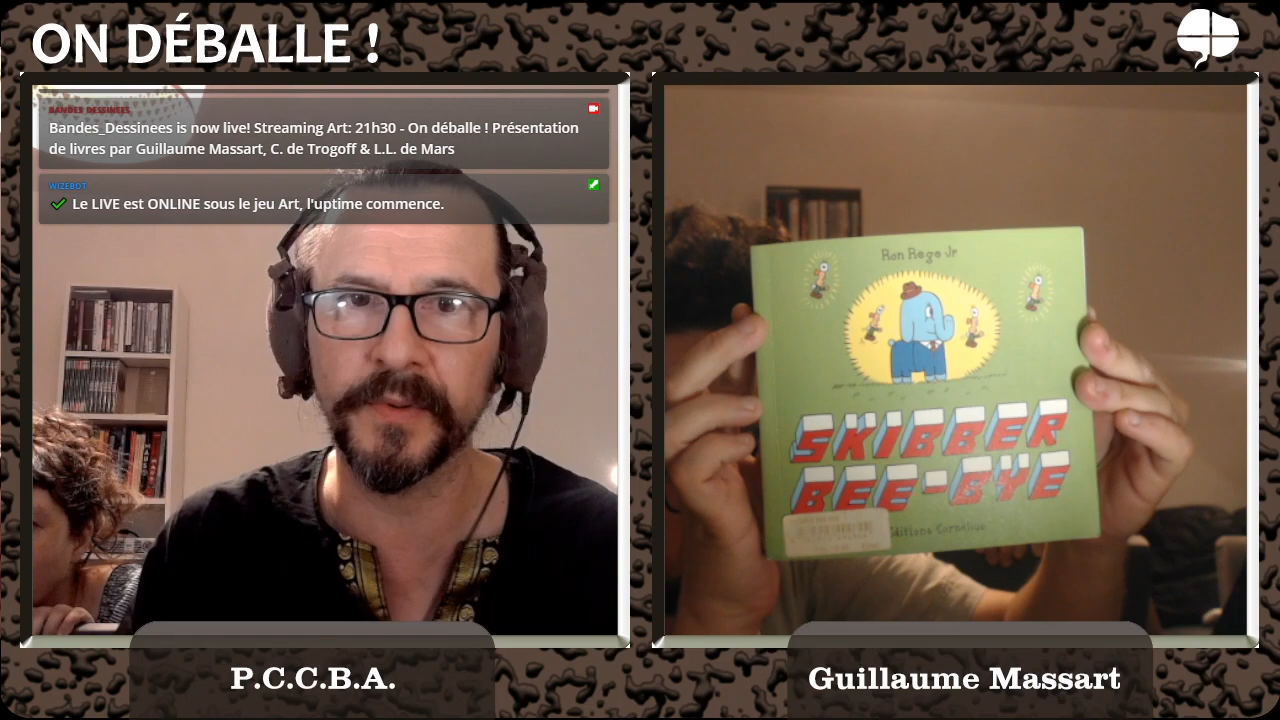 ON DÉBALLE !
BANDES DESSINEES
Bandes_Dessinees is now live! Streaming Art: 21h30 - On déballe ! Présentation
de livres par Guillaume Massart, C. de Trogoff & L.L. de Mars
WIZEBOT
Le LIVE est ONLINE sous le jeu Art, l'uptime commence.
Ron Rege Jr
SKIBBER
BEE-BYE
Éditions Cornélius
P.C.C.B.A.
Guillaume Massart